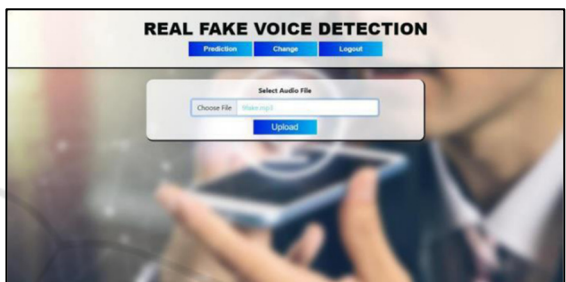 REAL FAKE VOICE DETECTION
Prediction Change Logout
Select Audio File
Choose File
Upload